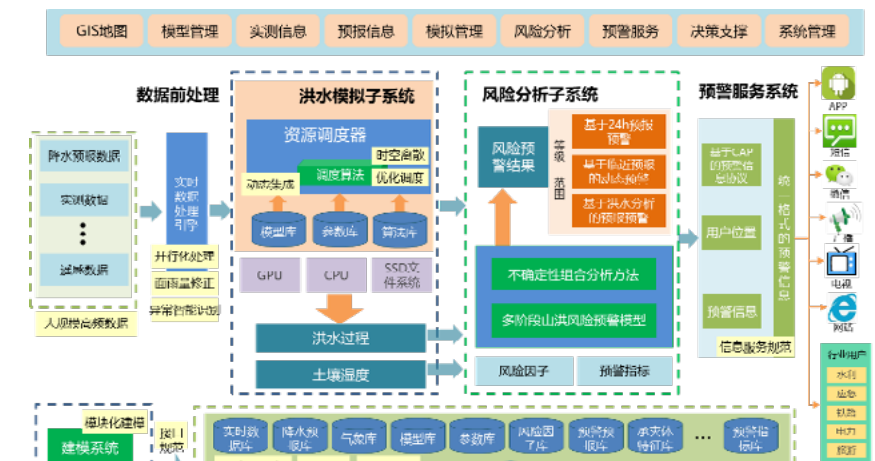 GIS地图 模型管理 实测信息 预报信息 模拟管理 风险分析 预警服务 决策支撑 系统管理
数据前处理
洪水模拟子系统
风险分析子系统
预警服务系统
降水预报数据
实测数据
遥感数据
大规模高频数据
实时
数据
处理
引擎
并行化处理
面雨量修正
异常智能识别
资源调度器
时空离散
调度算法
优化调度
动态集成
模型库 参数库 算法库
GPU
CPU
SSD文
件系统
洪水过程
土壤湿度
风险预
警结果
等级
范围
基于24h预报
预警
基于临近预报
的动态预警
基于洪水分析
的预报预警
不确定性组合分析方法
多阶段山洪风险预警模型
风险因子
预警指标
基于CAP
的预警信
息协议
用户位置
预警信息
统一格式的预警信息
信息服务规范
APP
短信
微信
广播
电视
网站
行业用户
水利
应急
铁路
电力
旅游
模块化建模
建模系统
接口
规范
实时数
据库
降水预
报库
气象库
模型库
参数库
风险因
子库
预警预
报库
承灾体
特征库
...
预警指
标库